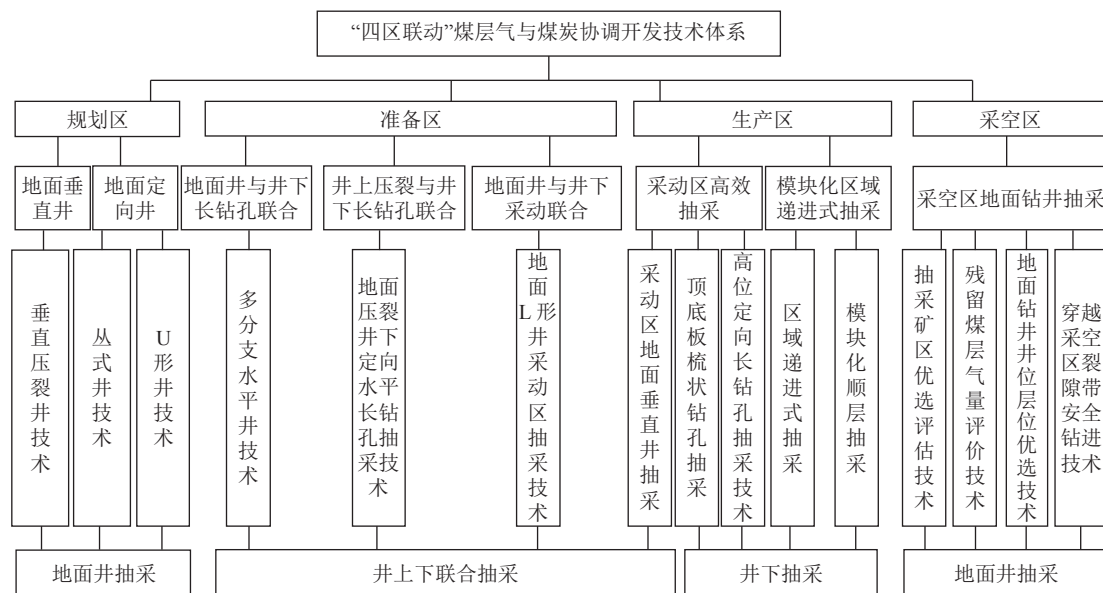 “四区联动”煤层气与煤炭协调开发技术体系
规划区
准备区
生产区
采空区
地面垂
直井
地面定
向井
地面井与井下
长钻孔联合
井上压裂与井
下长钻孔联合
地面井与井下
采动联合
采动区高效
抽采
模块化区域
递进式抽采
采空区地面钻井抽采
垂直压裂井技术
丛式井技术
U形井技术
多分支水平井技术
地面压裂井下定向水平长钻孔抽采技术
地面L形井采动区抽采技术
采动区地面垂直井抽采
顶底板梳状钻孔抽采
高位定向长钻孔抽采技术
区域递进式抽采
模块化顺层抽采
抽采矿区优选评估技术
残留煤层气量评价技术
地面钻井井位层位优选技术
穿越采空区裂隙带安全钻进技术
地面井抽采
井上下联合抽采
井下抽采
地面井抽采